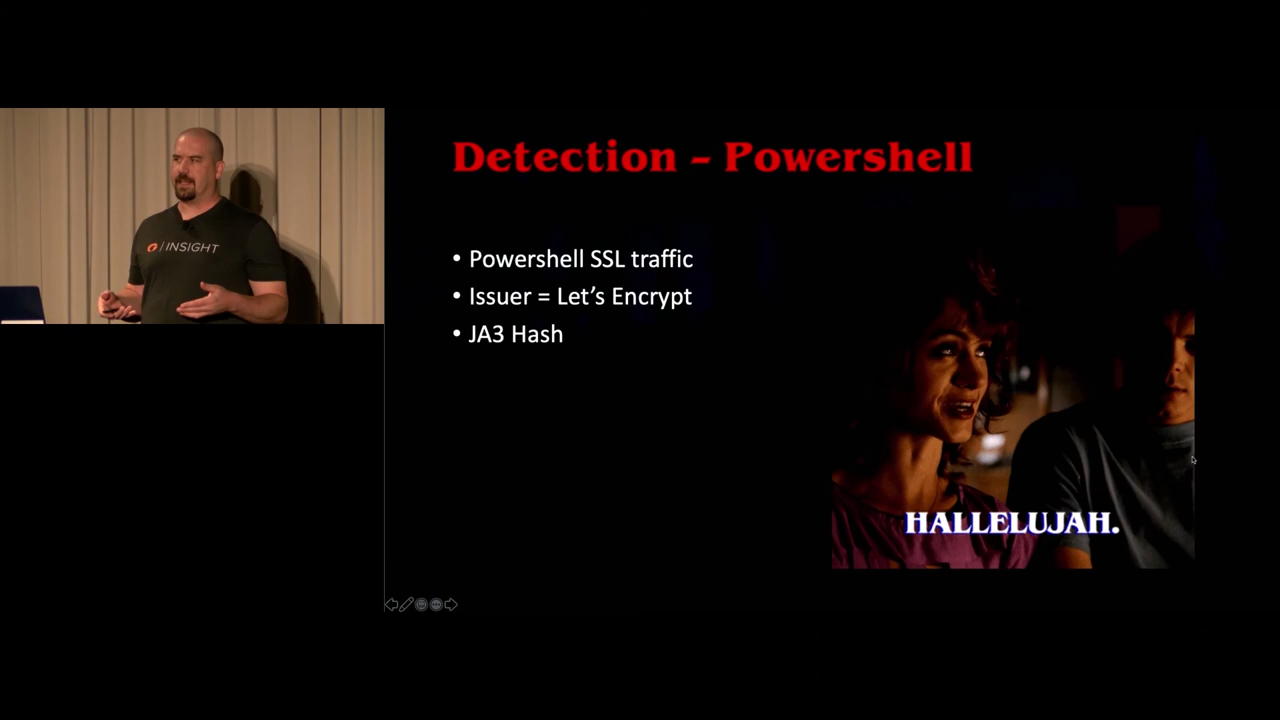 / INSIGHT
Detection – Powershell
• Powershell SSL traffic
• Issuer = Let’s Encrypt
• JA3 Hash
HALLELUJAH.